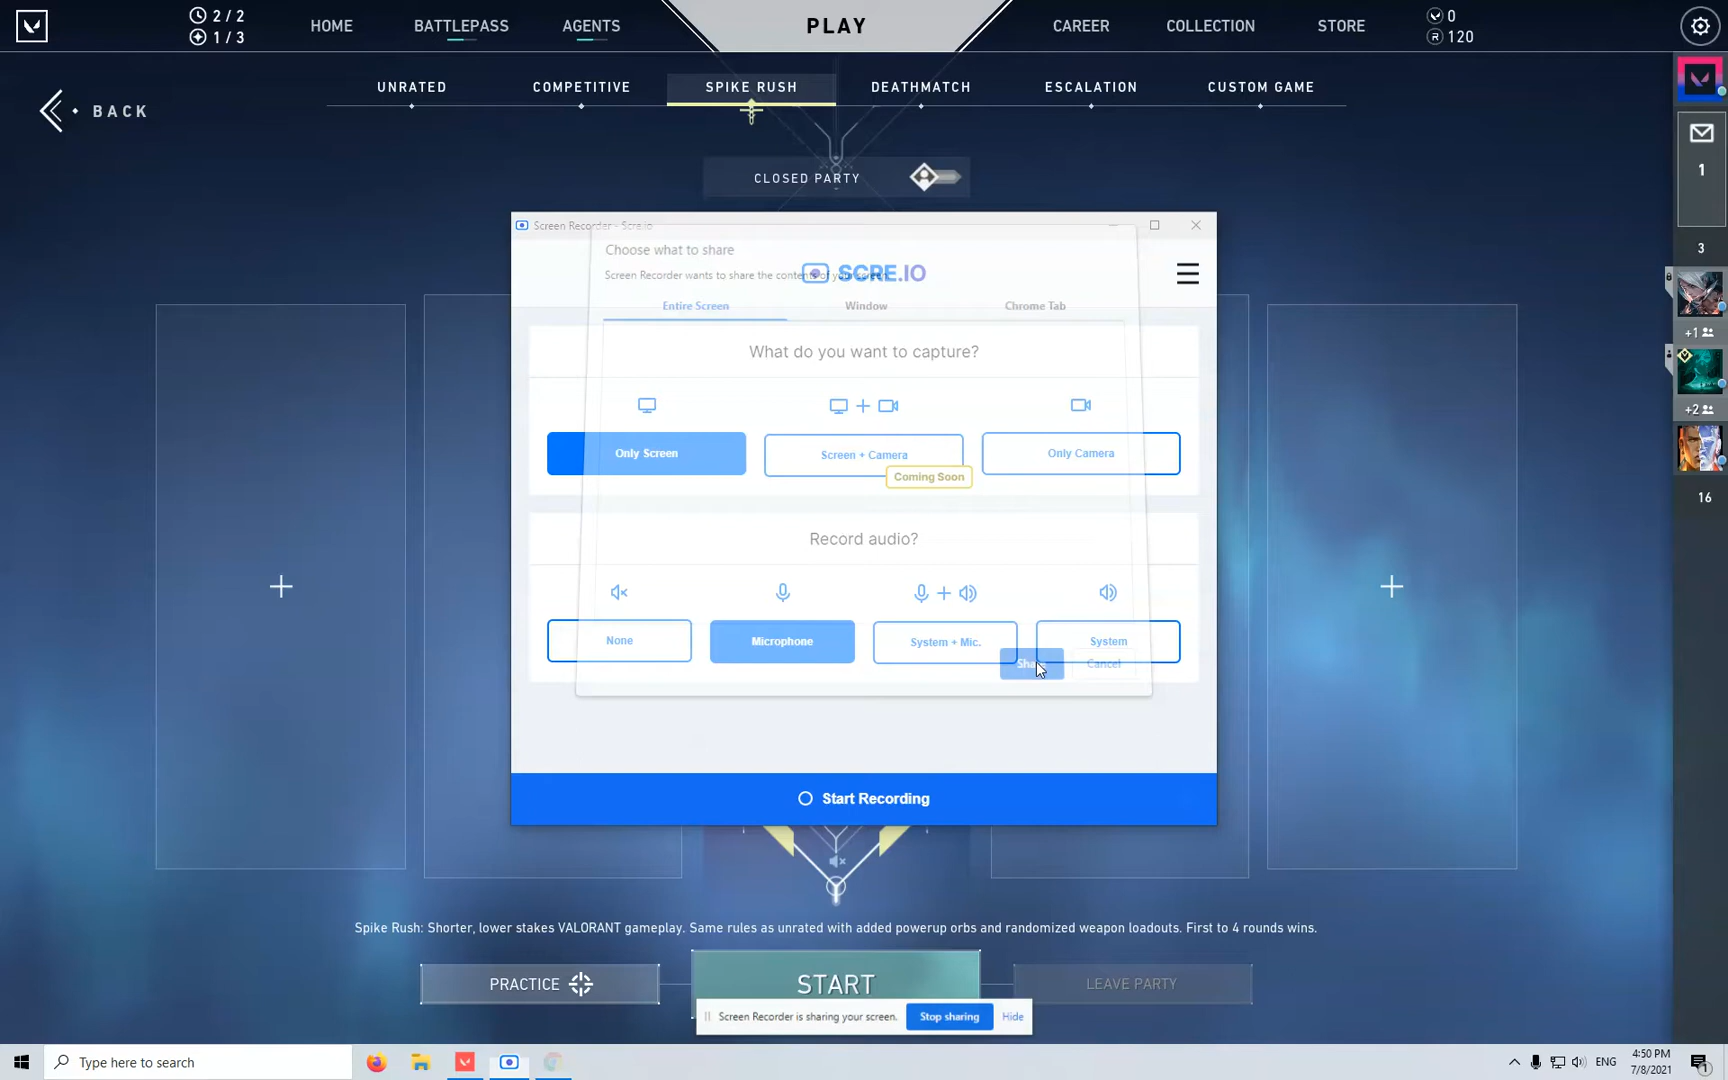 2 / 2
1 / 3
HOME
BATTLEPASS
AGENTS
PLAY
CAREER
COLLECTION
STORE
0
R 120
BACK
UNRATED
COMPETITIVE
SPIKE RUSH
DEATHMATCH
ESCALATION
CUSTOM GAME
CLOSED PARTY
1
3
+1
+2
16
Screen Recorder - Scre.io
Choose what to share
Screen Recorder wants to share the contents of your screen.
SCRE.IO
Entire Screen
Window
Chrome Tab
What do you want to capture?
Only Screen
Screen + Camera
Only Camera
Coming Soon
Record audio?
None
Microphone
System + Mic.
System
Cancel
Start Recording
Spike Rush: Shorter, lower stakes VALORANT gameplay. Same rules as unrated with added powerup orbs and randomized weapon loadouts. First to 4 rounds wins.
PRACTICE
START
LEAVE PARTY
Screen Recorder is sharing your screen.
Stop sharing
Hide
Type here to search
ENG
4:50 PM
7/8/2021
1